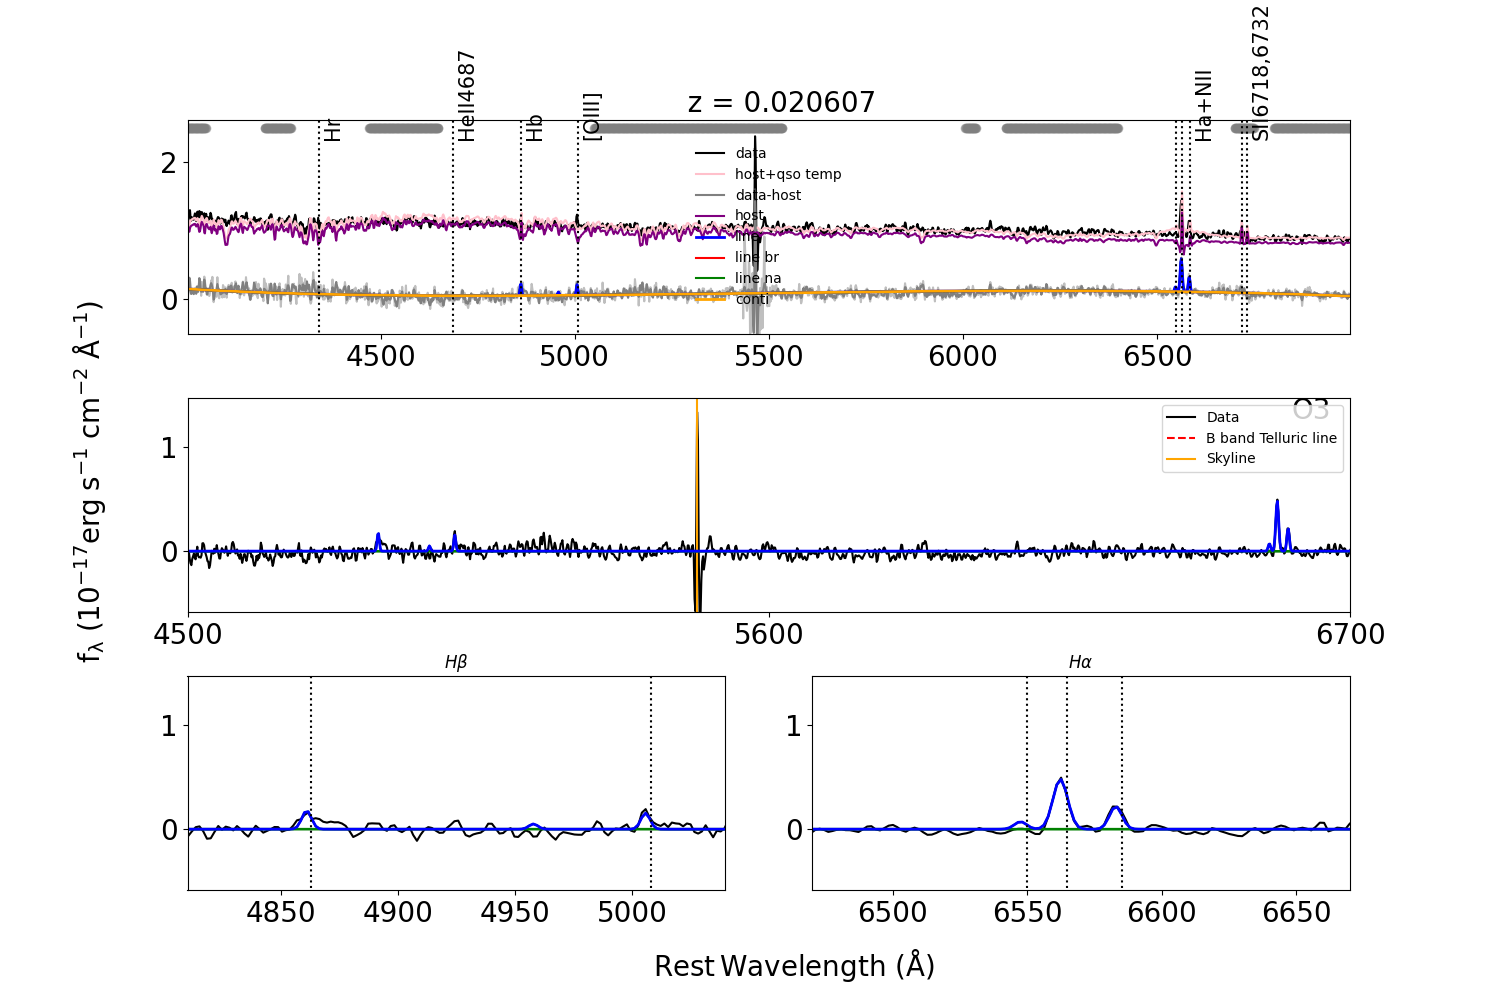 z = 0.020607
Hr
HeII4687
Hb
[OIII]
Ha+NII
SII6718,6732
data
host+qso temp
data-host
host
line
line br
line na
conti
2
0
4500 5000 5500 6000 6500
O3
Data
B band Telluric line
Skyline
1
0
4500 5600 6700
fλ (10⁻¹⁷erg s⁻¹ cm⁻² Å⁻¹)
Hβ
1
0
4850 4900 4950 5000
Hα
1
0
6500 6550 6600 6650
Rest Wavelength (Å)